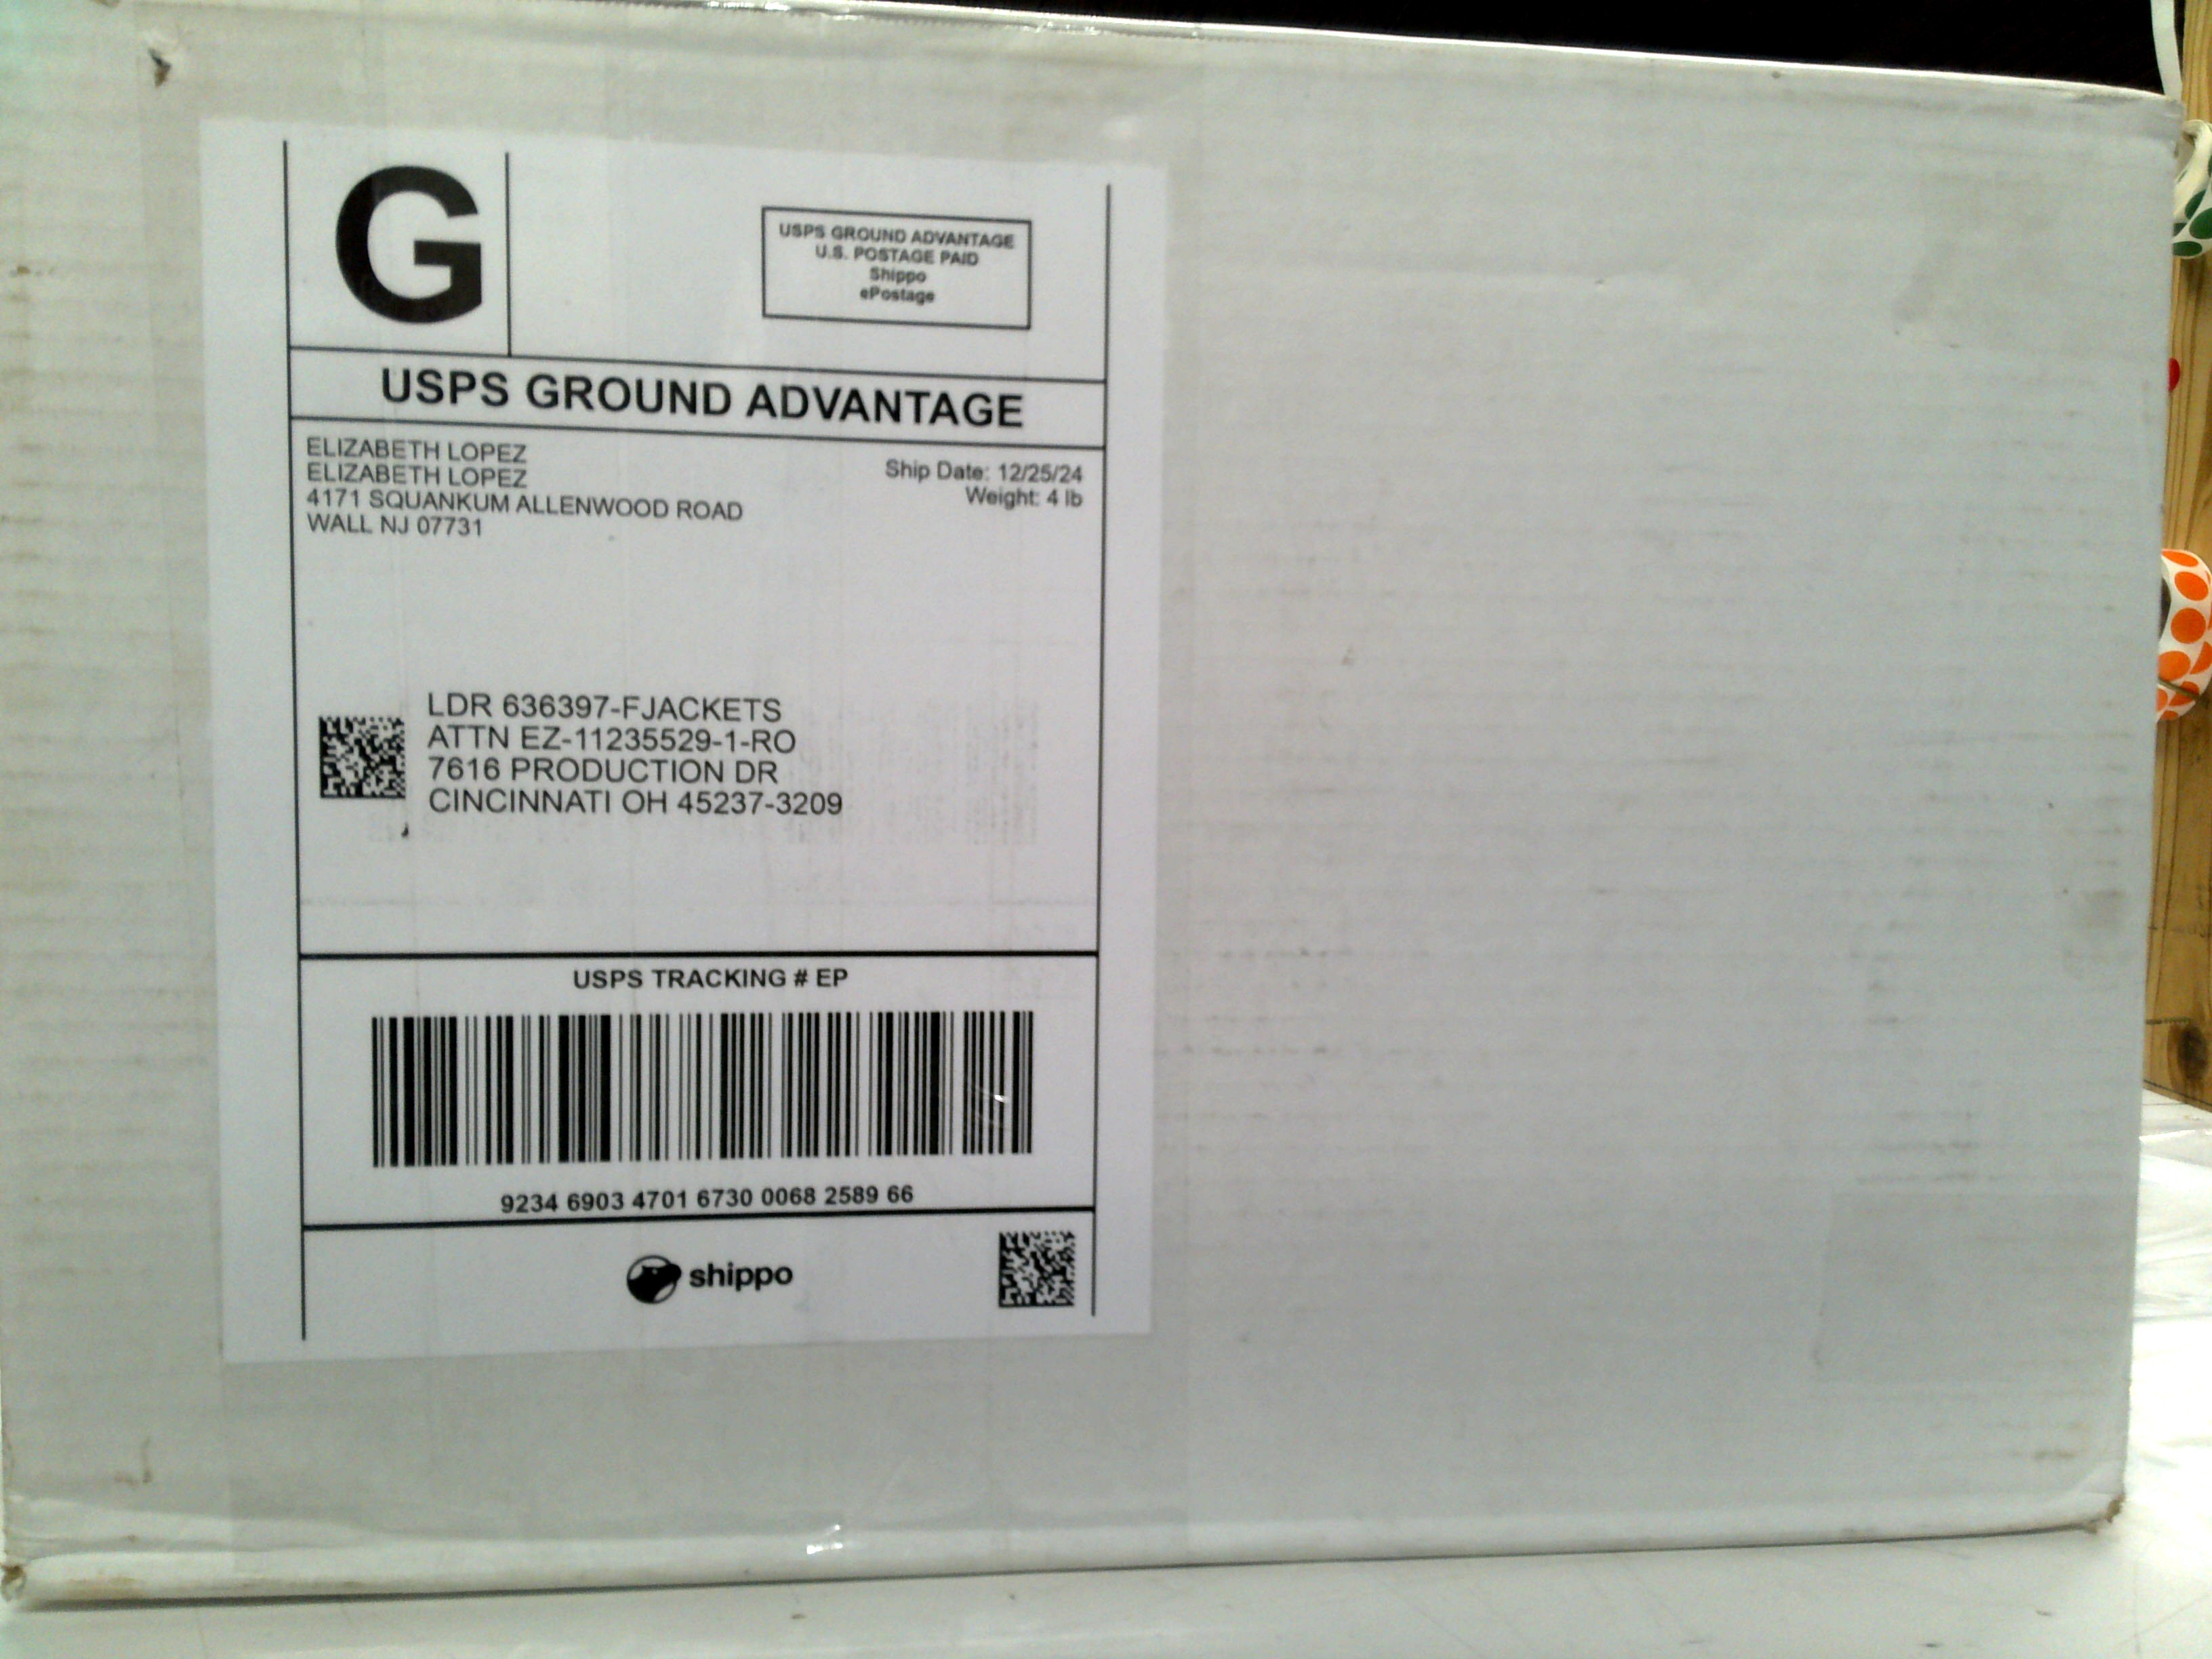 G
USPS GROUND ADVANTAGE
U.S. POSTAGE PAID
Shippo
ePostage
USPS GROUND ADVANTAGE
ELIZABETH LOPEZ
ELIZABETH LOPEZ
4171 SQUANKUM ALLENWOOD ROAD
WALL NJ 07731
Ship Date: 12/25/24
Weight: 4 lb
LDR 636397-FJACKETS
ATTN EZ-11235529-1-RO
7616 PRODUCTION DR
CINCINNATI OH 45237-3209
USPS TRACKING # EP
9234 6903 4701 6730 0068 2589 66
shippo